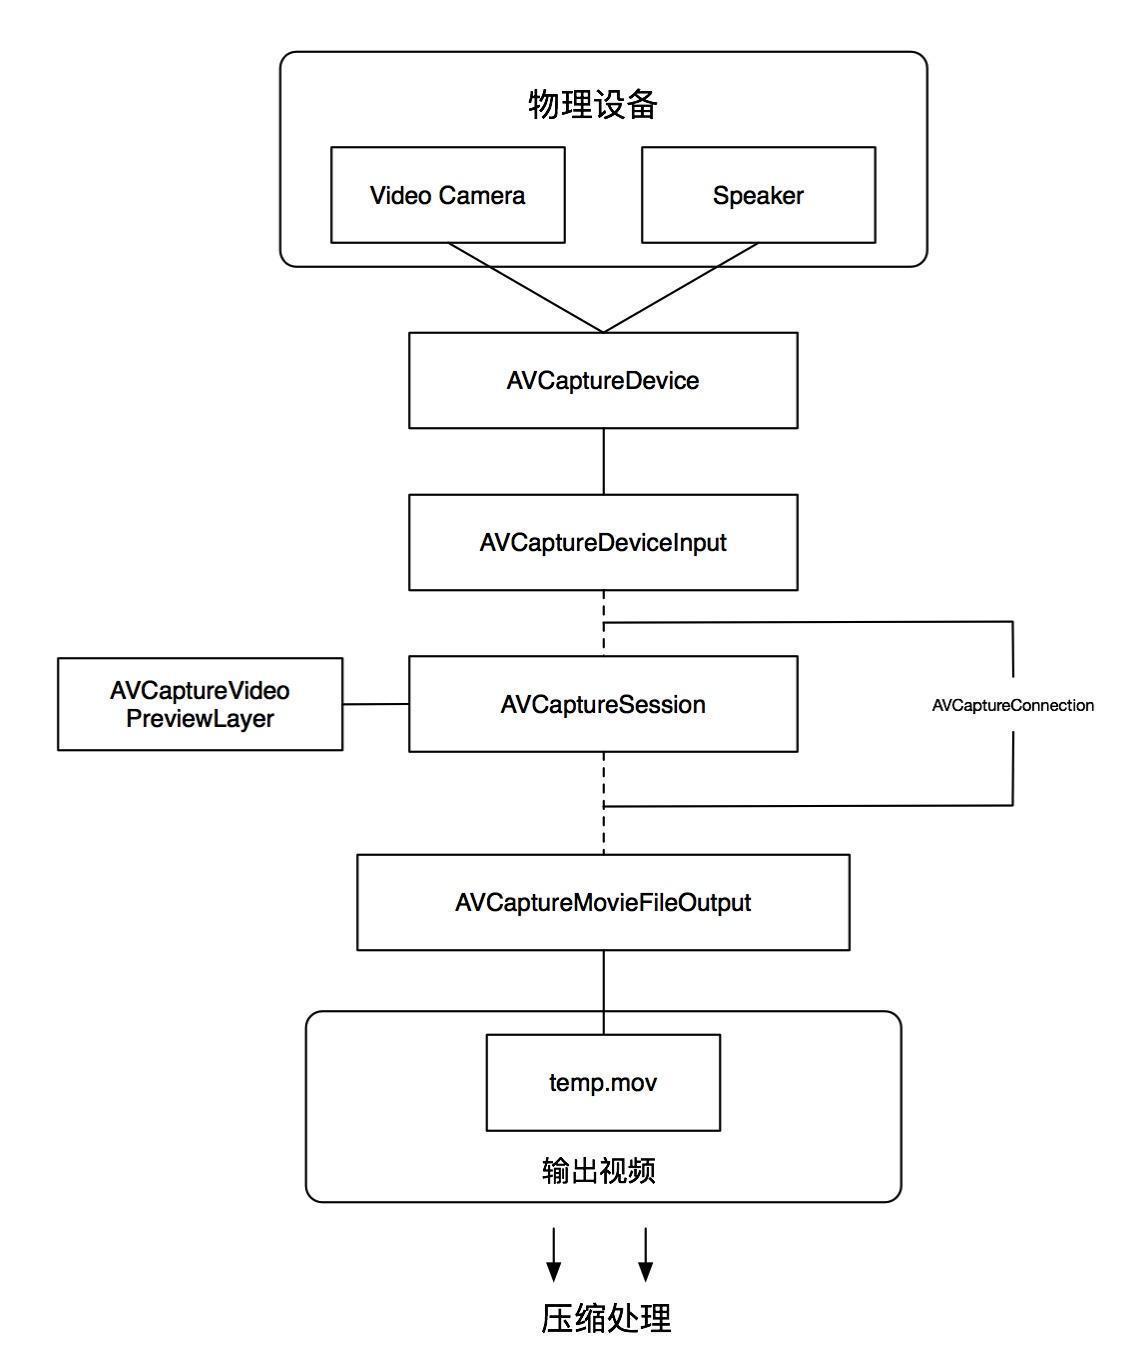 物理设备
Video Camera
Speaker
AVCaptureDevice
AVCaptureDeviceInput
AVCaptureVideo
PreviewLayer
AVCaptureSession
AVCaptureConnection
AVCaptureMovieFileOutput
temp.mov
输出视频
压缩处理